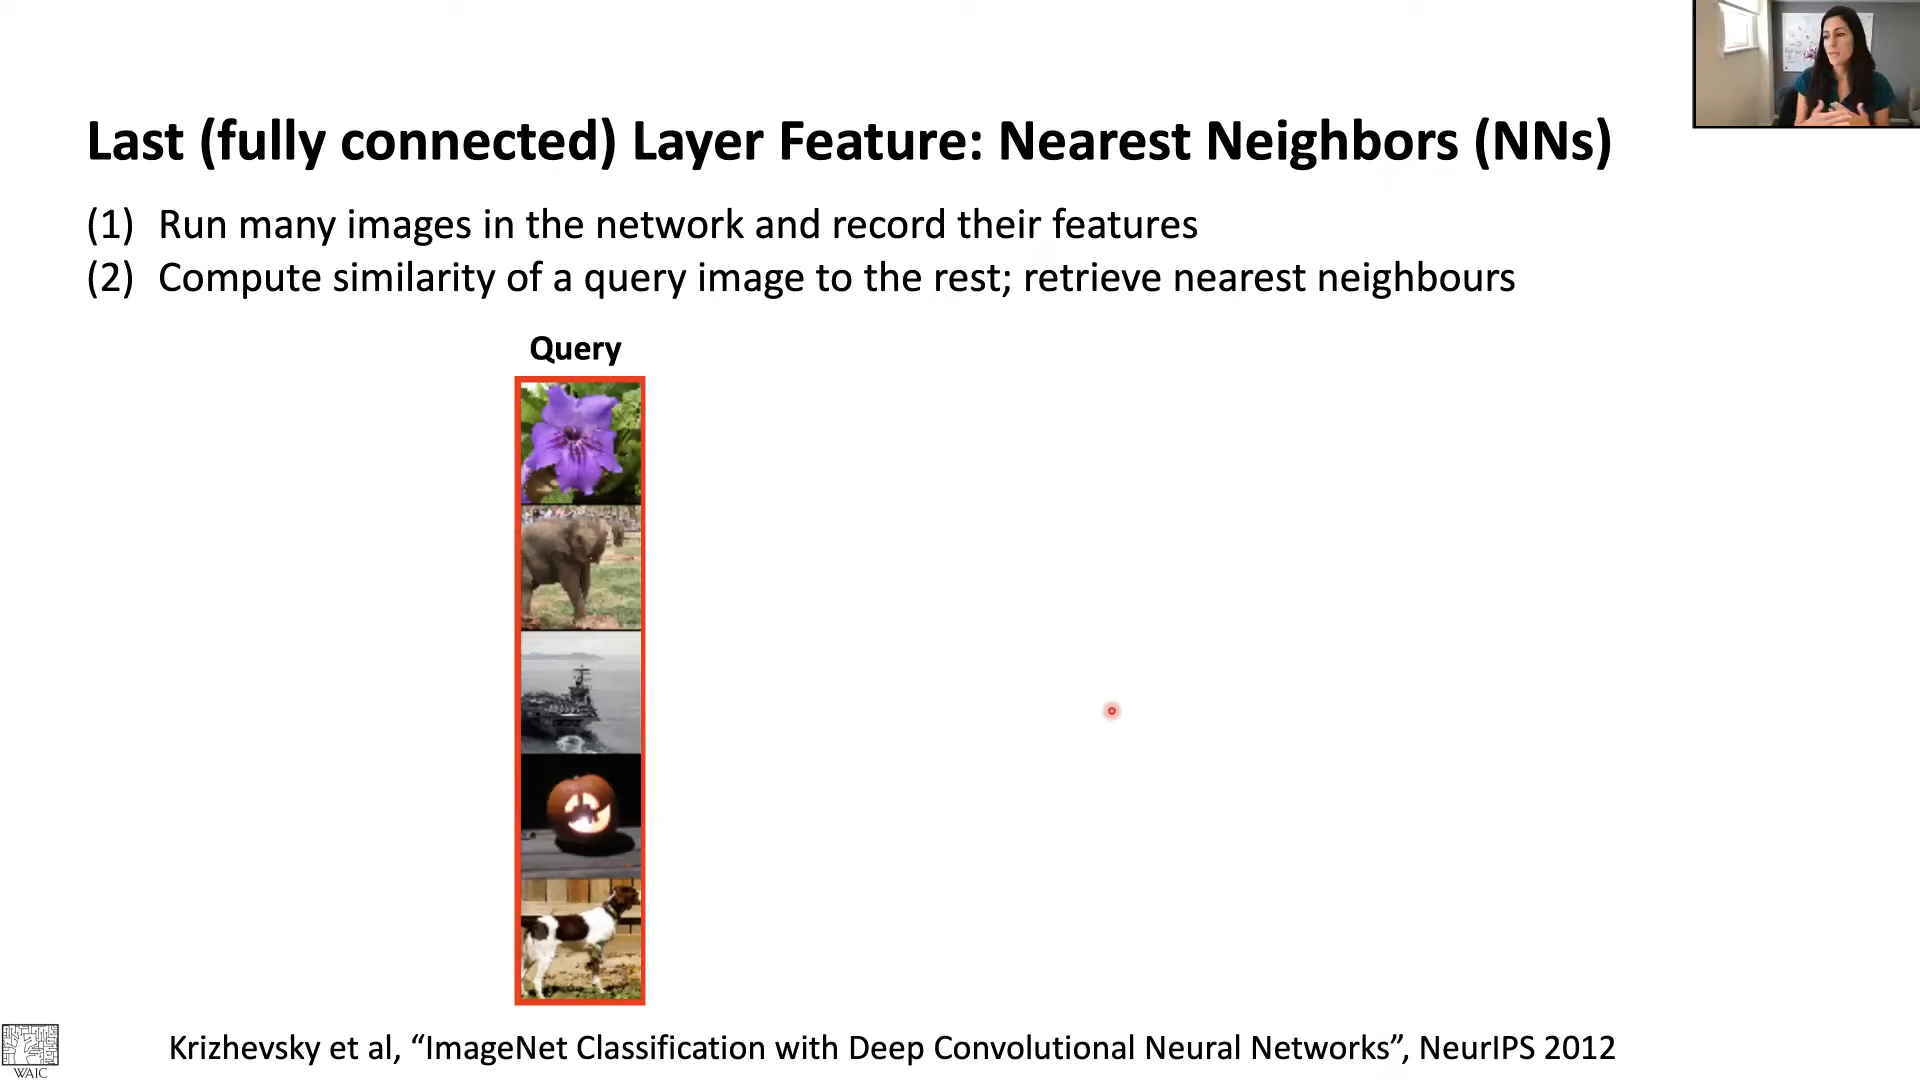 Last (fully connected) Layer Feature: Nearest Neighbors (NNs)
(1) Run many images in the network and record their features
(2) Compute similarity of a query image to the rest; retrieve nearest neighbours
Query
Krizhevsky et al, “ImageNet Classification with Deep Convolutional Neural Networks”, NeurIPS 2012
WAIC